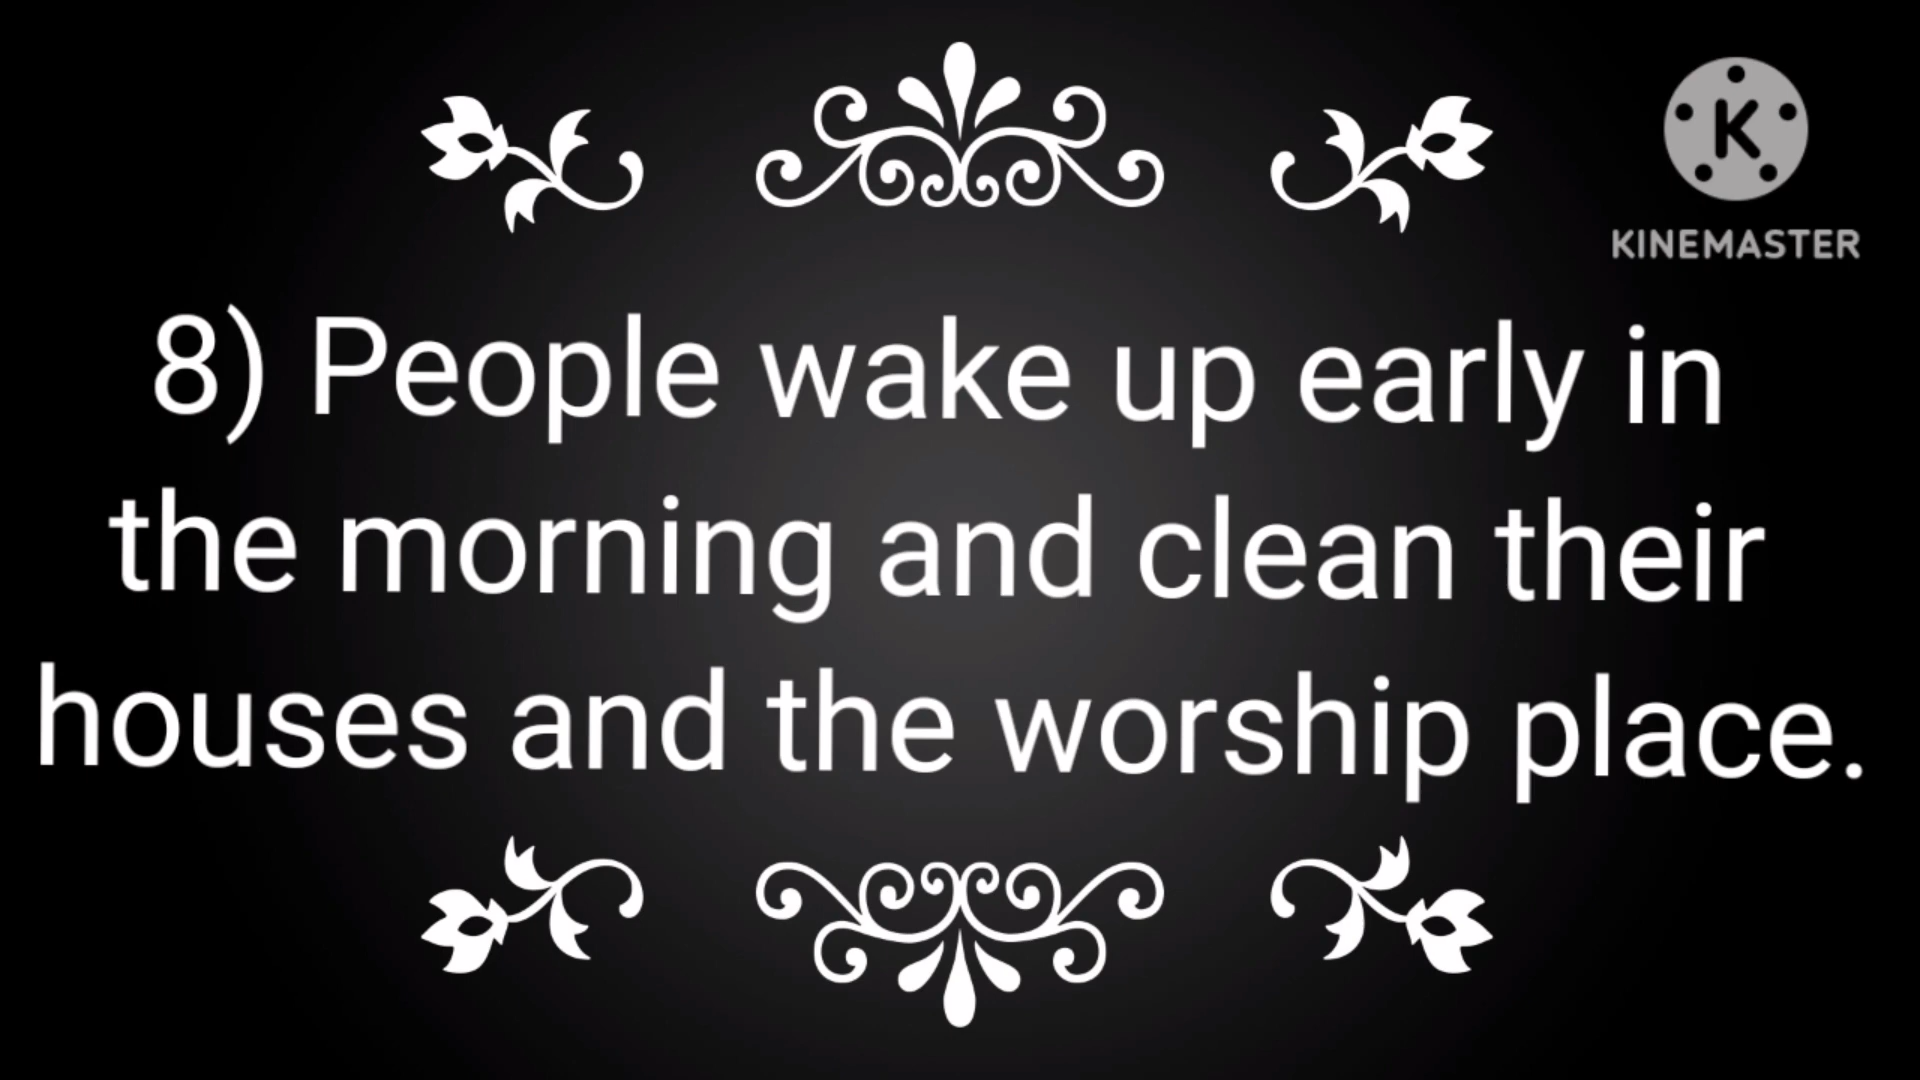 K
KINEMASTER
8) People wake up early in
the morning and clean their
houses and the worship place.